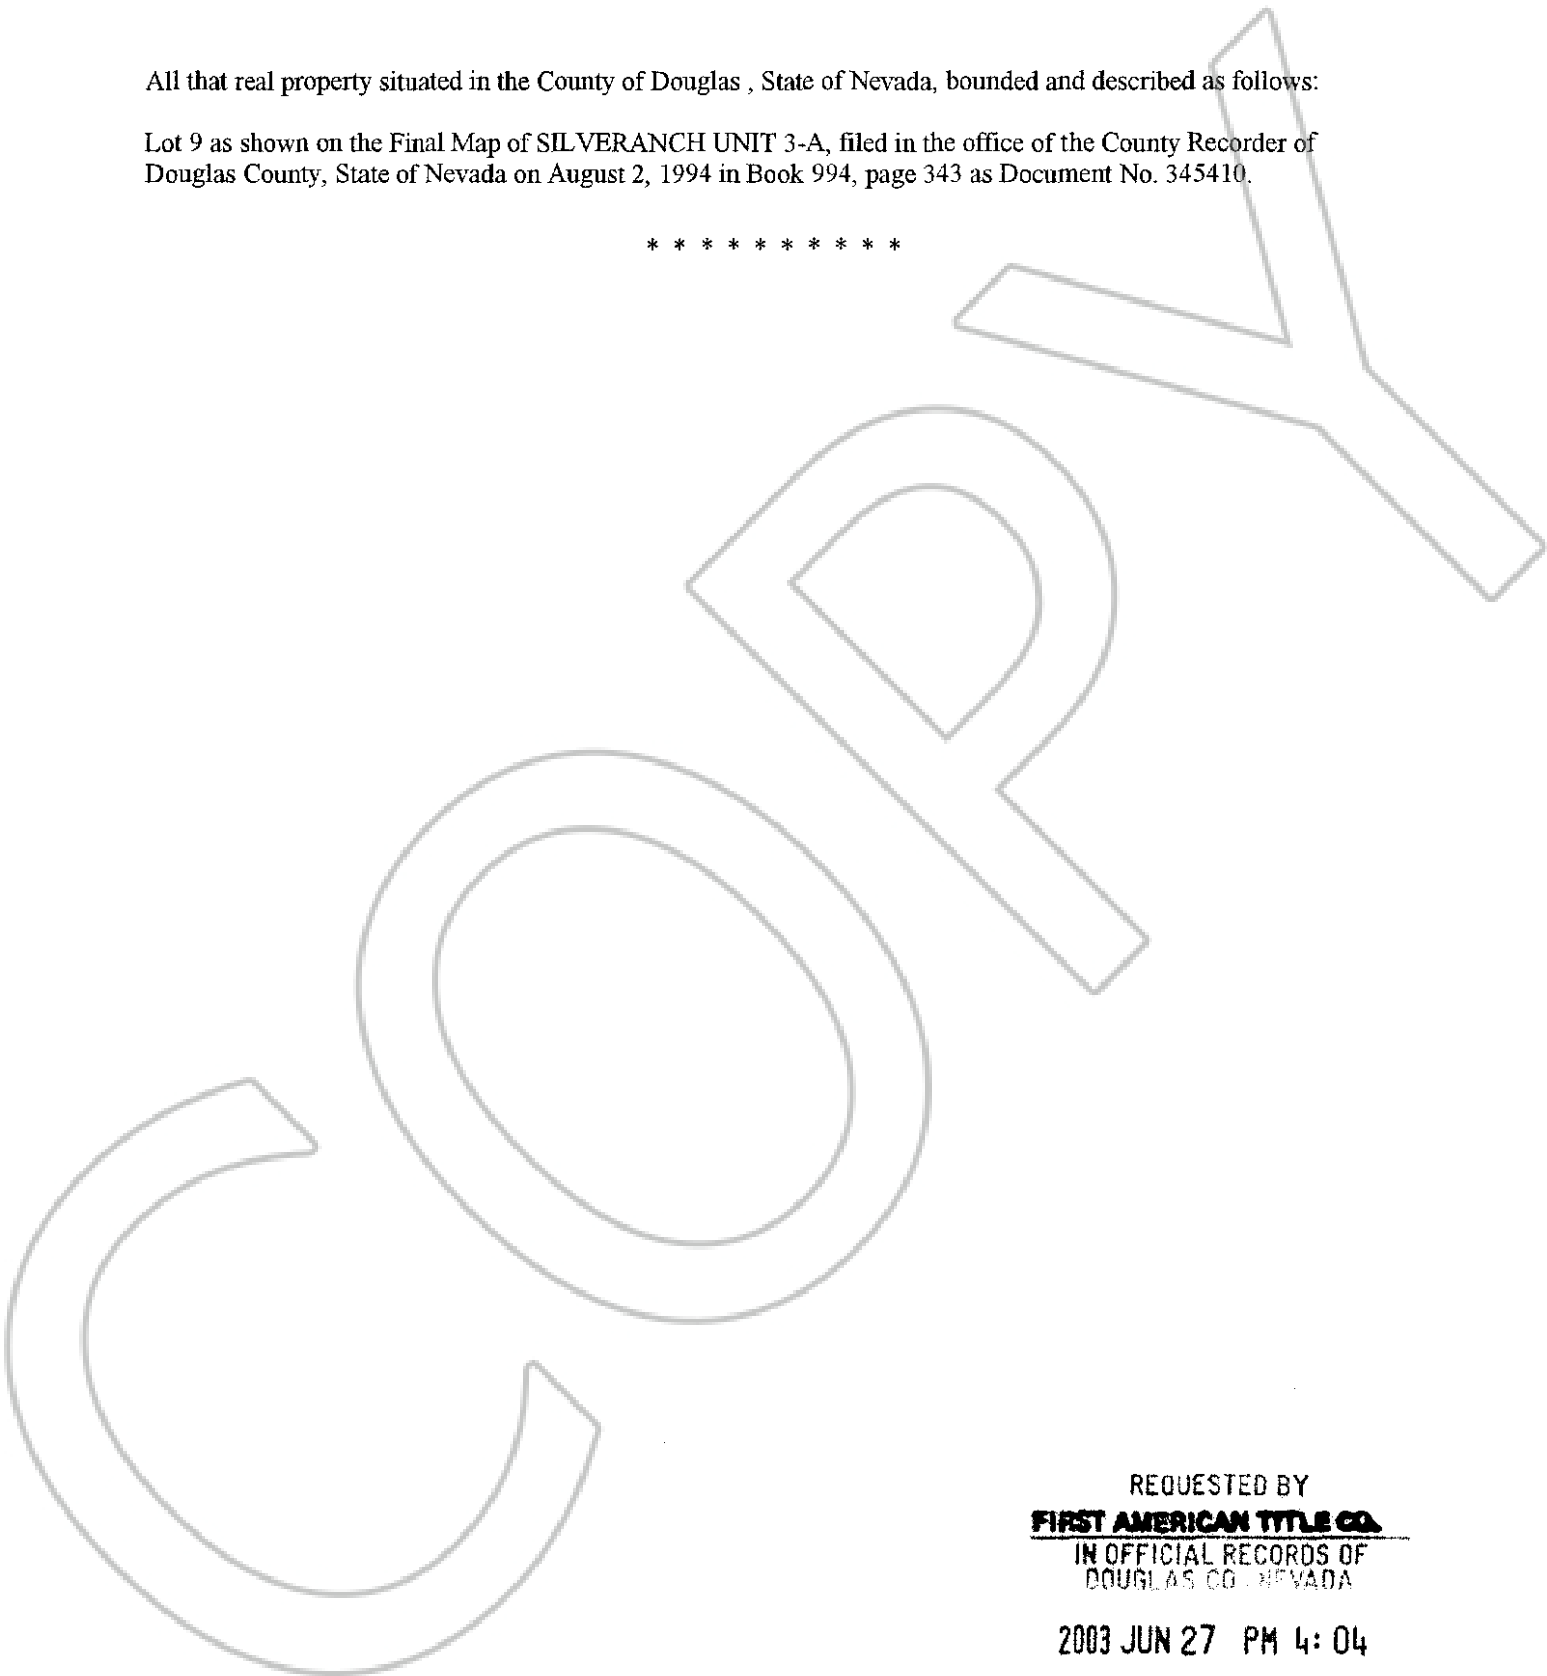 All that real property situated in the County of Douglas , State of Nevada, bounded and described as follows:
Lot 9 as shown on the Final Map of SILVERANCH UNIT 3-A, filed in the office of the County Recorder of
Douglas County, State of Nevada on August 2, 1994 in Book 994, page 343 as Document No. 345410.
* * * * * * * * * *
COPY
REQUESTED BY
FIRST AMERICAN TITLE CO.
IN OFFICIAL RECORDS OF
DOUGLAS CO. NEVADA
2003 JUN 27 PM 4: 04